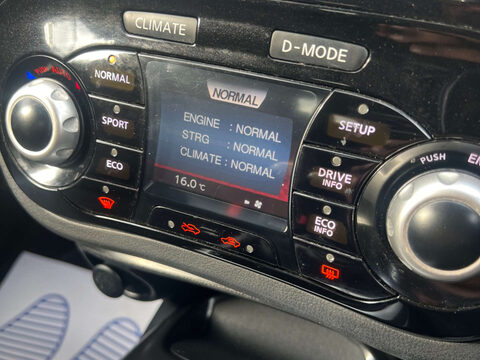 CLIMATE
D-MODE
PUSH
NORMAL
SPORT
ECO
NORMAL
ENGINE : NORMAL
STRG : NORMAL
CLIMATE : NORMAL
16.0°C
SETUP
DRIVE
INFO
ECO
INFO
PUSH